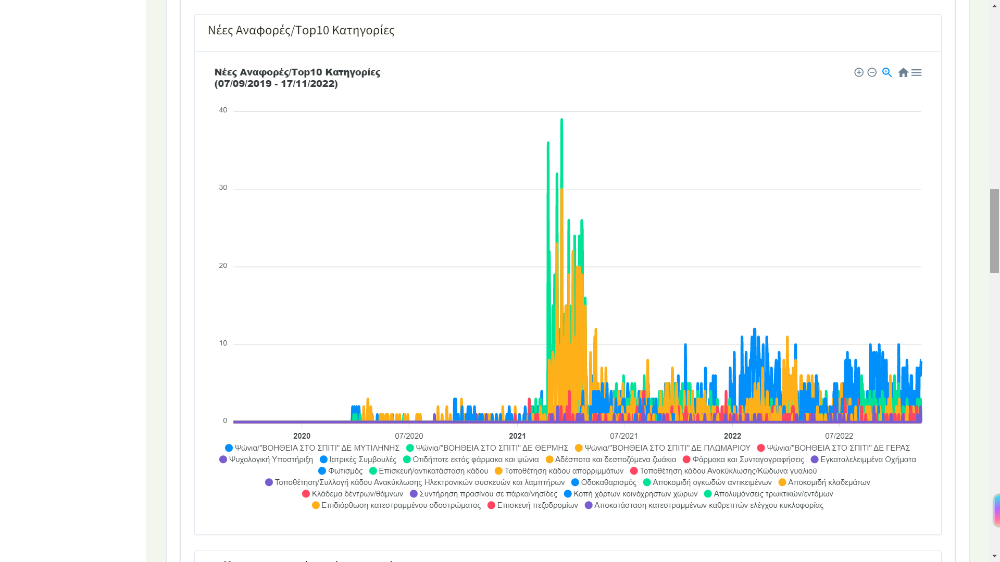 Νέες Αναφορές/Top10 Κατηγορίες
Νέες Αναφορές/Top10 Κατηγορίες
(07/09/2019 - 17/11/2022)
40
30
20
10
0
2020 07/2020 2021 07/2021 2022 07/2022
Ψώνια/"ΒΟΗΘΕΙΑ ΣΤΟ ΣΠΙΤΙ" ΔΕ ΜΥΤΙΛΗΝΗΣ Ψώνια/"ΒΟΗΘΕΙΑ ΣΤΟ ΣΠΙΤΙ" ΔΕ ΘΕΡΜΗΣ Ψώνια/"ΒΟΗΘΕΙΑ ΣΤΟ ΣΠΙΤΙ" ΔΕ ΠΛΩΜΑΡΙΟΥ Ψώνια/"ΒΟΗΘΕΙΑ ΣΤΟ ΣΠΙΤΙ" ΔΕ ΓΕΡΑΣ
Ψυχολογική Υποστήριξη Ιατρικές Συμβουλές Οτιδήποτε εκτός φάρμακα και ψώνια Αδέσποτα και δεσποζόμενα ζωάκια Φάρμακα και Συνταγογραφήσεις Εγκαταλελειμμένα Οχήματα
Φωτισμός Επισκευή/αντικατάσταση κάδου Τοποθέτηση κάδου απορριμμάτων Τοποθέτηση κάδου Ανακύκλωσης/Κώδωνα γυαλιού
Τοποθέτηση/Συλλογή κάδου Ανακύκλωσης Ηλεκτρονικών συσκευών και λαμπτήρων Οδοκαθαρισμός Αποκομιδή ογκωδών αντικειμένων Αποκομιδή κλαδεμάτων
Κλάδεμα δέντρων/θάμνων Συντήρηση πρασίνου σε πάρκα/νησίδες Κοπή χόρτων κοινόχρηστων χώρων Απολυμάνσεις τρωκτικών/εντόμων
Επιδιόρθωση κατεστραμμένου οδοστρώματος Επισκευή πεζοδρομίων Αποκατάσταση κατεστραμμένων καθρεπτών ελέγχου κυκλοφορίας